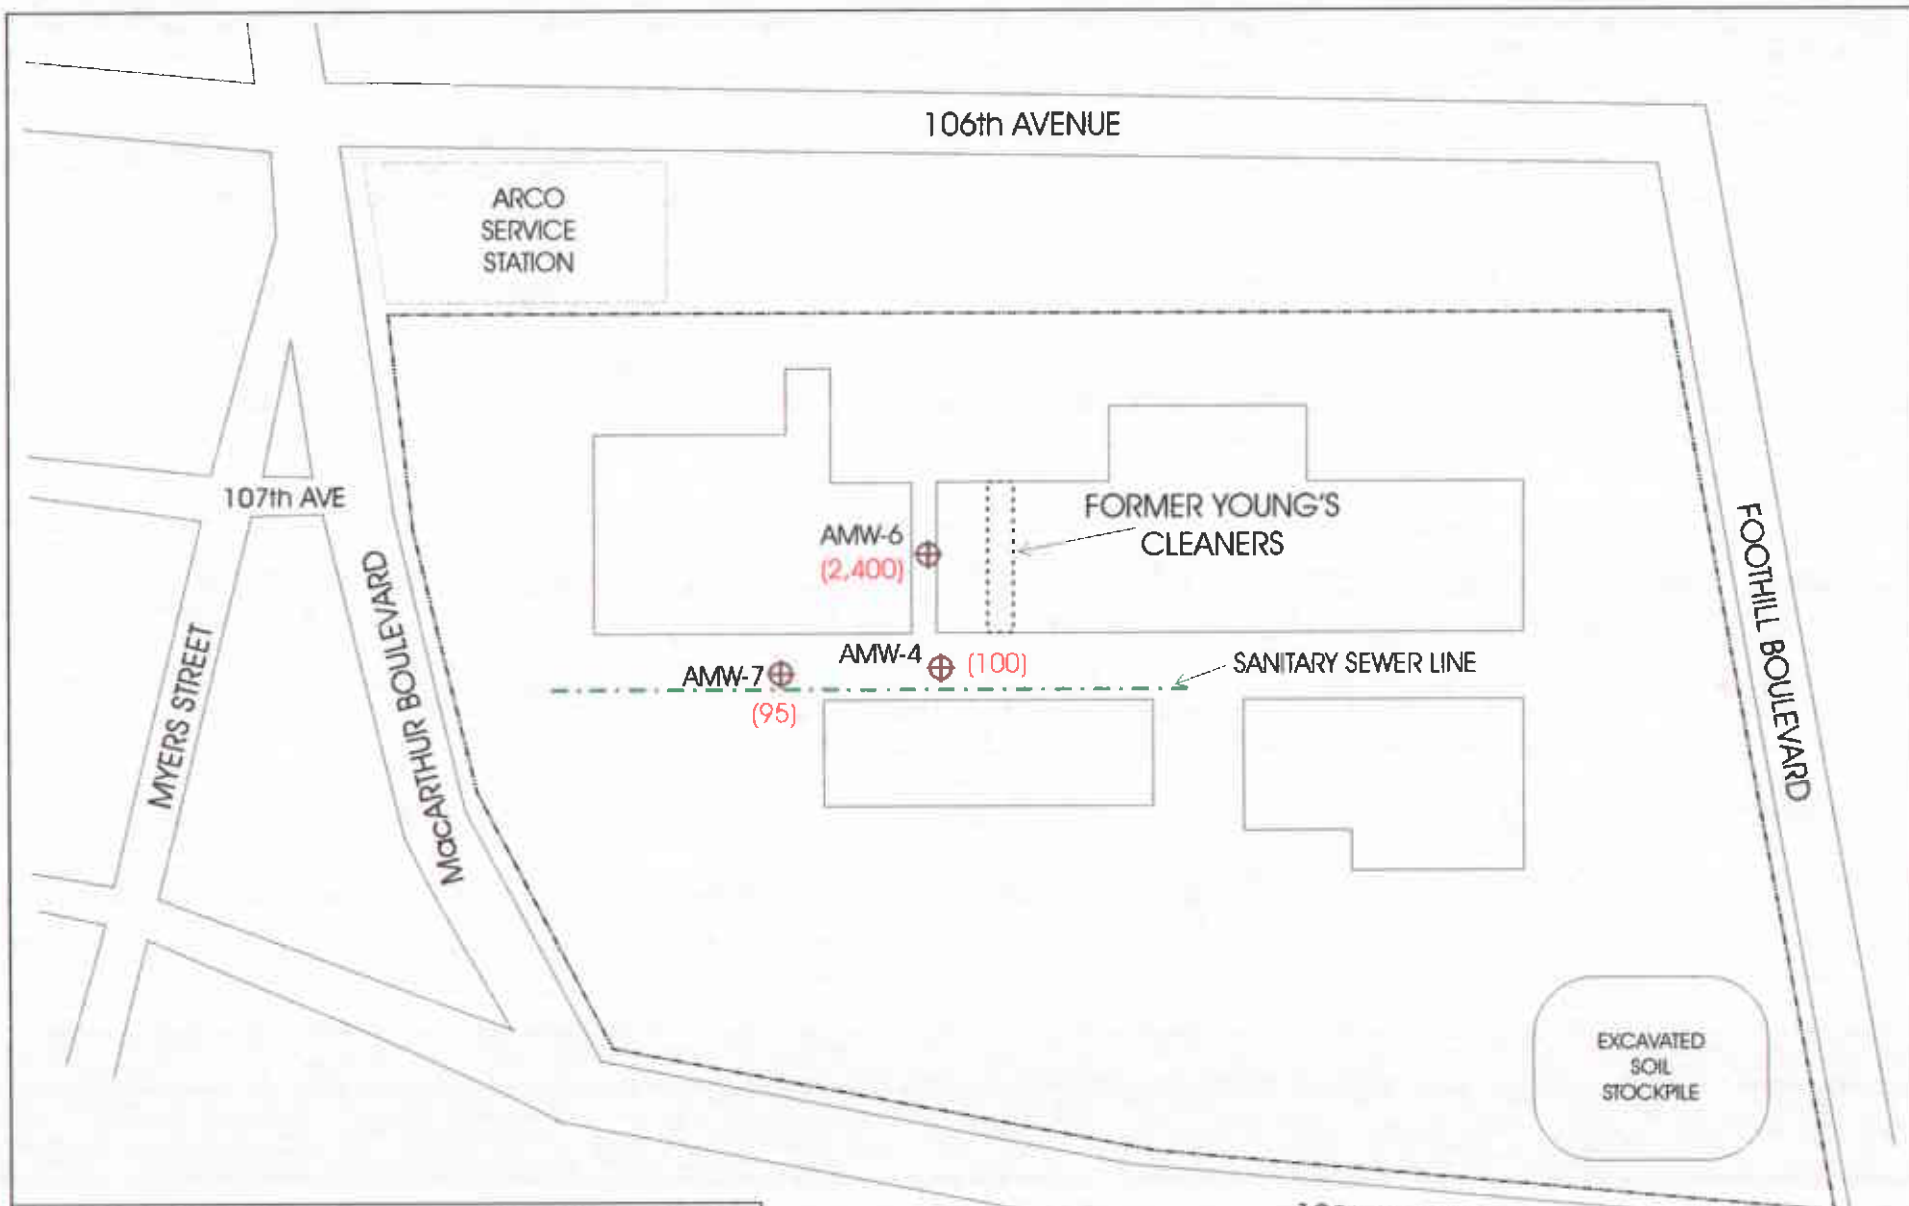 106th AVENUE
ARCO
SERVICE
STATION
107th AVE
FORMER YOUNG'S
CLEANERS
AMW-6
(2,400)
FOOTHILL BOULEVARD
MacARTHUR BOULEVARD
MYERS STREET
AMW-4
(100)
SANITARY SEWER LINE
AMW-7
(95)
EXCAVATED
SOIL
STOCKPILE